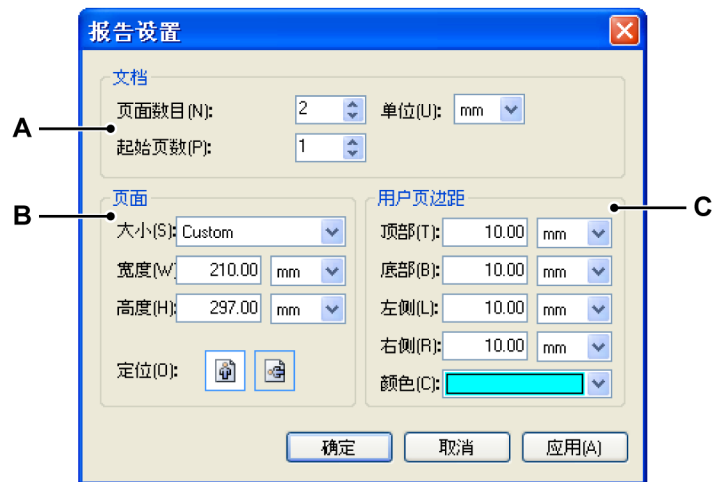 报告设置
文档
页面数目(N): 2 单位(U): mm
A
起始页数(P): 1
页面
B
大小(S): Custom
宽度(W 210.00 mm
高度(H): 297.00 mm
定位(O):
用户页边距
C
顶部(T): 10.00 mm
底部(B): 10.00 mm
左侧(L): 10.00 mm
右侧(R): 10.00 mm
颜色(C):
确定 取消 应用(A)